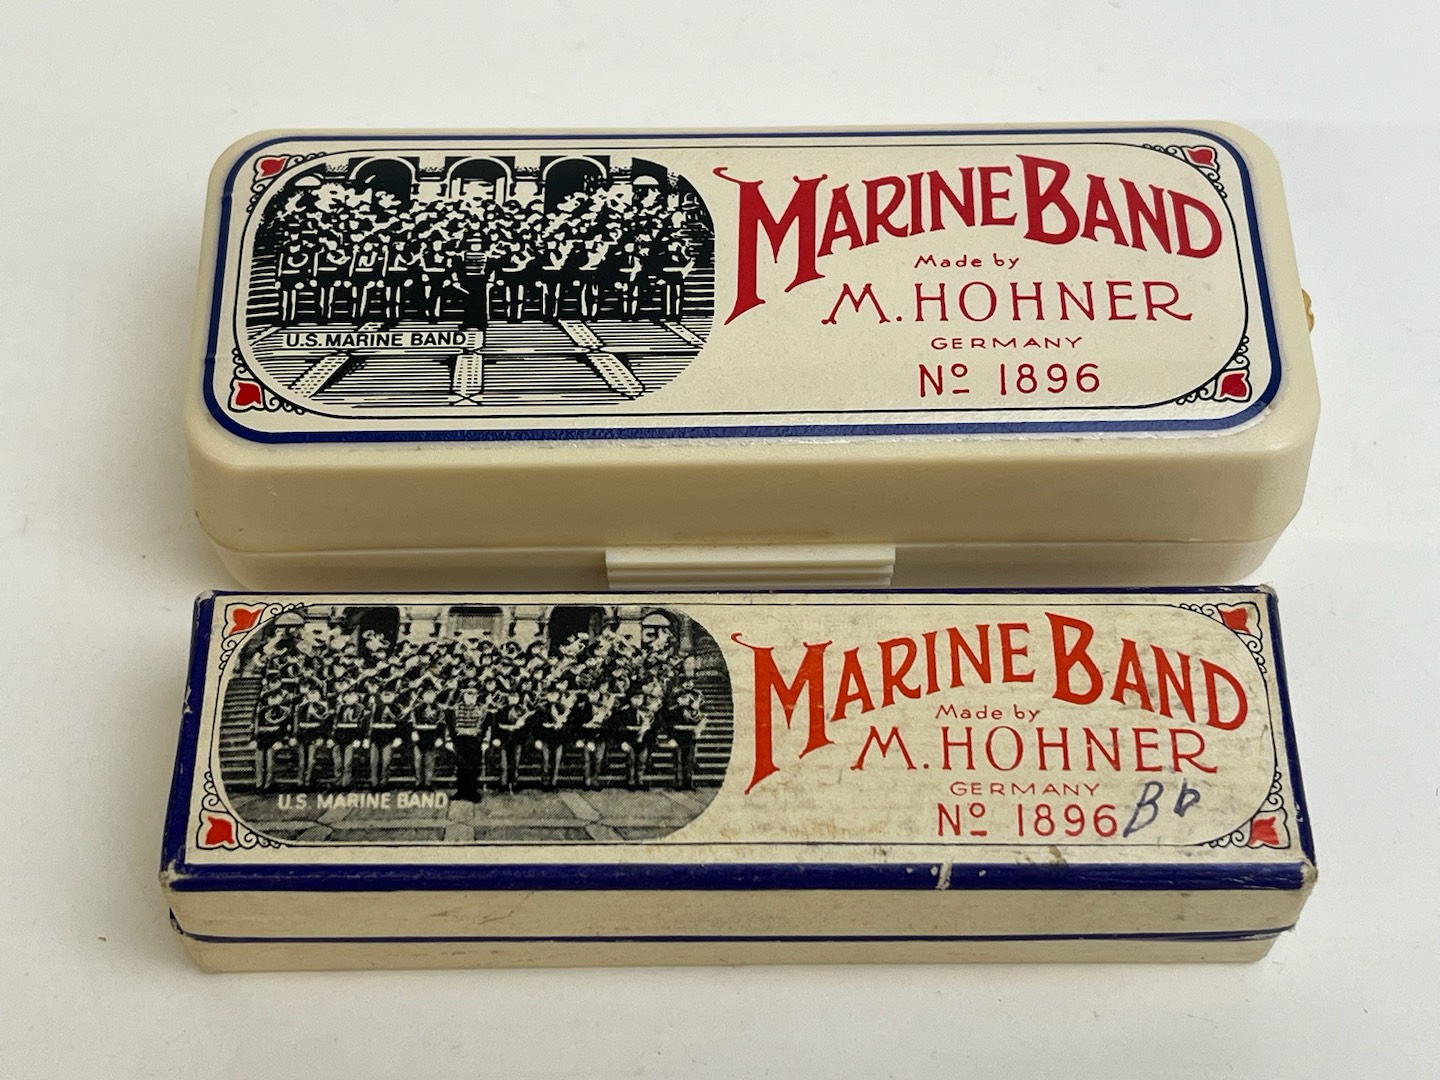 U.S. MARINE BAND
MARINE BAND
Made by
M. HOHNER
GERMANY
Nº 1896
U.S. MARINE BAND
MARINE BAND
Made by
M. HOHNER
GERMANY
Nº 1896 B♭